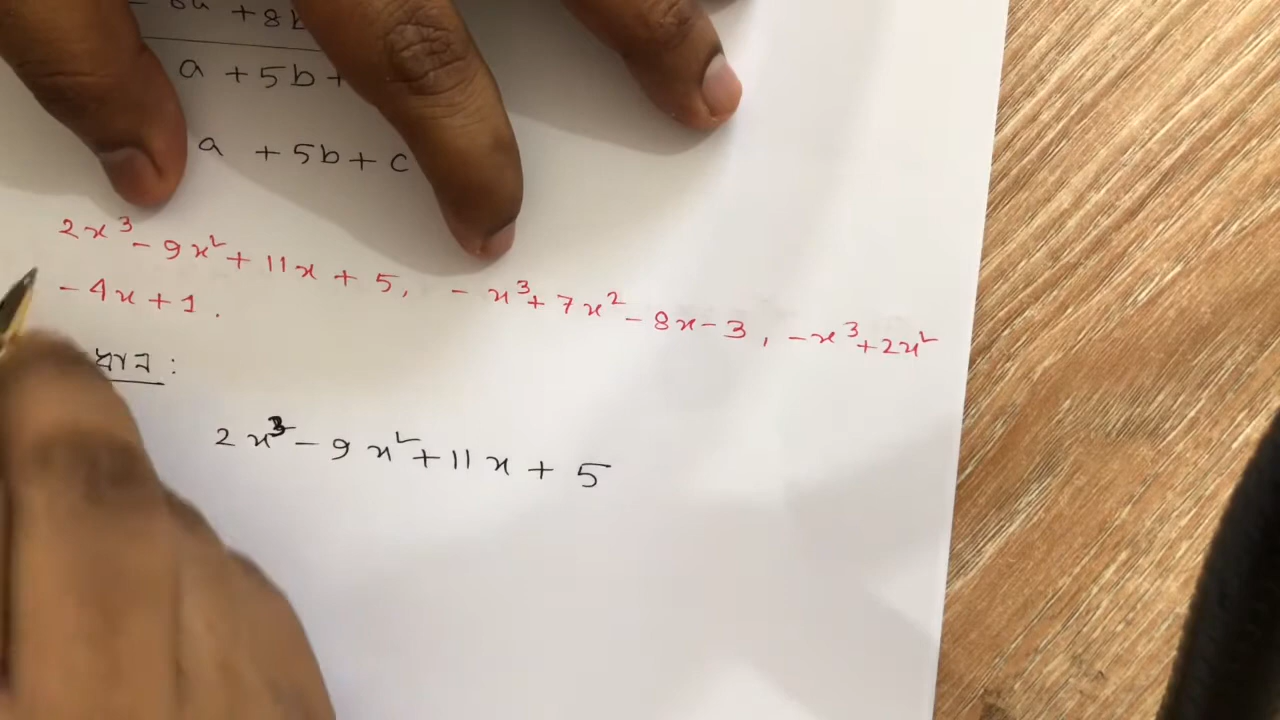 + 8b
a + 5b +
a + 5b + c
2x³ - 9x² + 11x + 5, - x³ + 7x² - 8x - 3, - x³ + 2x²
- 4x + 1.
2x³ - 9x² + 11x + 5